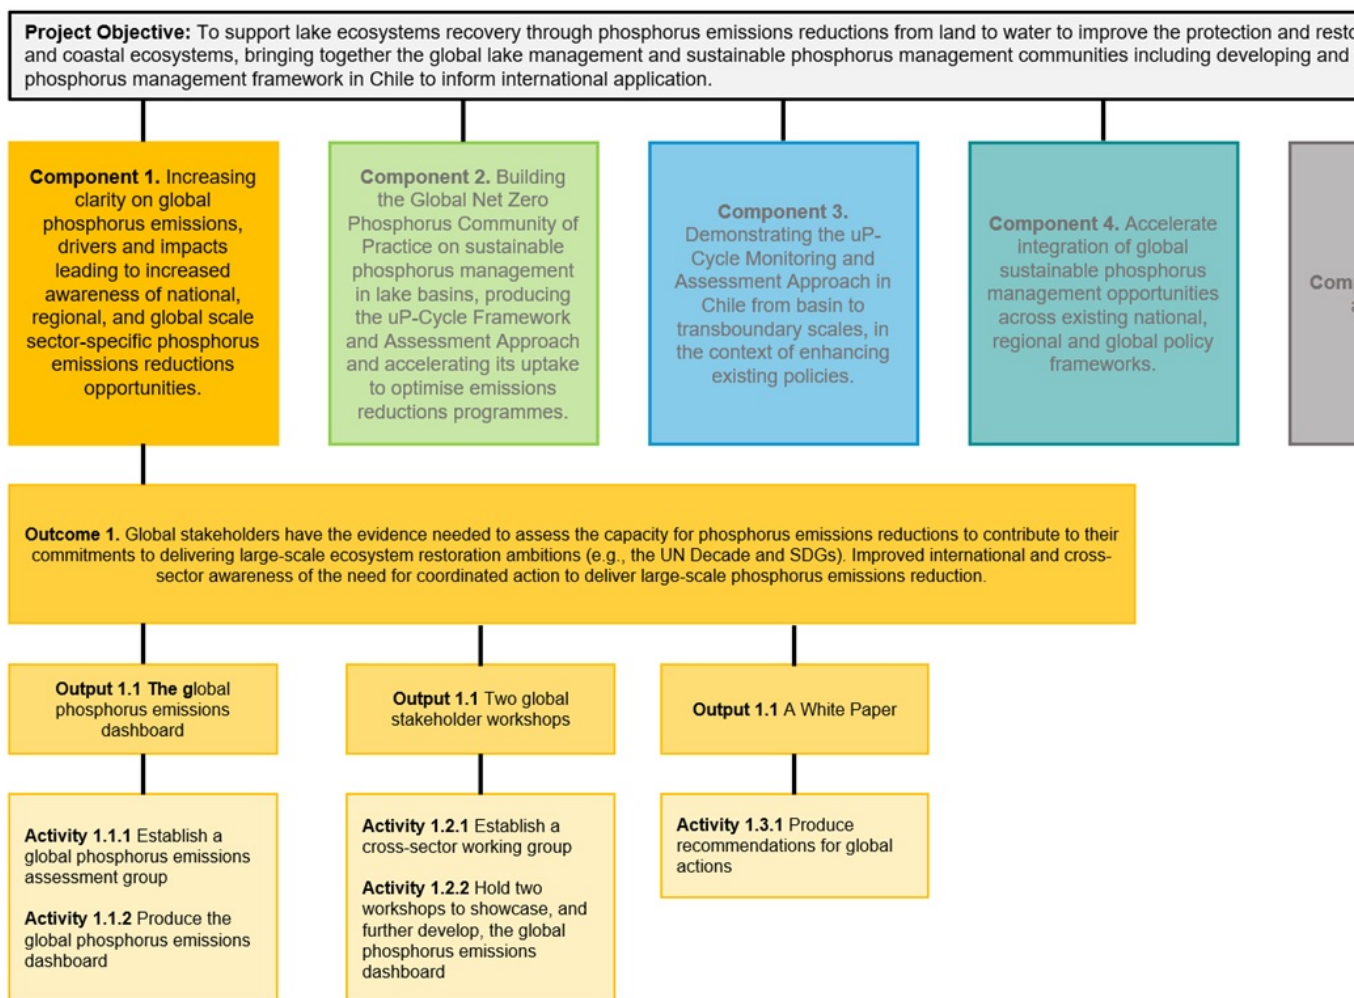 Project Objective: To support lake ecosystems recovery through phosphorus emissions reductions from land to water to improve the protection and resto
and coastal ecosystems, bringing together the global lake management and sustainable phosphorus management communities including developing and
phosphorus management framework in Chile to inform international application.
Component 1. Increasing
clarity on global
phosphorus emissions,
drivers and impacts
leading to increased
awareness of national,
regional, and global scale
sector-specific phosphorus
emissions reductions
opportunities.
Component 2. Building
the Global Net Zero
Phosphorus Community of
Practice on sustainable
phosphorus management
in lake basins, producing
the uP-Cycle Framework
and Assessment Approach
and accelerating its uptake
to optimise emissions
reductions programmes.
Component 3.
Demonstrating the uP-
Cycle Monitoring and
Assessment Approach in
Chile from basin to
transboundary scales, in
the context of enhancing
existing policies.
Component 4. Accelerate
integration of global
sustainable phosphorus
management opportunities
across existing national,
regional and global policy
frameworks.
Com
a
Outcome 1. Global stakeholders have the evidence needed to assess the capacity for phosphorus emissions reductions to contribute to their
commitments to delivering large-scale ecosystem restoration ambitions (e.g., the UN Decade and SDGs). Improved international and cross-
sector awareness of the need for coordinated action to deliver large-scale phosphorus emissions reduction.
Output 1.1 The global
phosphorus emissions
dashboard
Output 1.1 Two global
stakeholder workshops
Output 1.1 A White Paper
Activity 1.1.1 Establish a
global phosphorus emissions
assessment group
Activity 1.1.2 Produce the
global phosphorus emissions
dashboard
Activity 1.2.1 Establish a
cross-sector working group
Activity 1.2.2 Hold two
workshops to showcase, and
further develop, the global
phosphorus emissions
dashboard
Activity 1.3.1 Produce
recommendations for global
actions